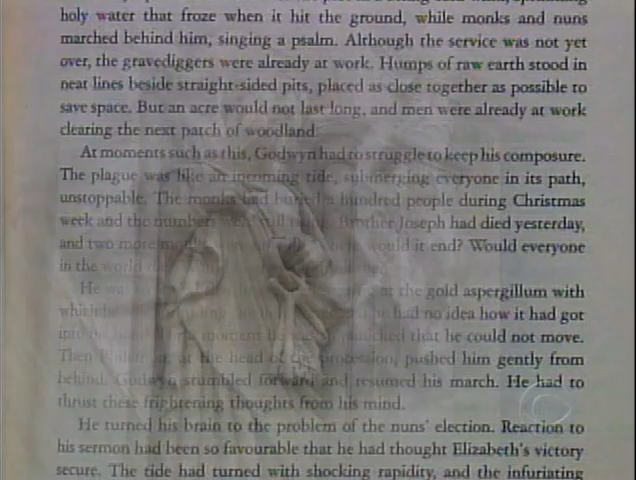 holy water that froze when it hit the ground, while monks and nuns
marched behind him, singing a psalm. Although the service was not yet
over, the gravediggers were already at work. Humps of raw earth stood in
neat lines beside straight-sided pits, placed as close together as possible to
save space. But an acre would not last long, and men were already at work
clearing the next patch of woodland.
At moments such as this, Godwyn had to struggle to keep his composure.
The plague was like an incoming tide, submerging everyone in its path,
unstoppable. The monks had buried a hundred people during Christmas
week and the numbers were still Brother Joseph had died yesterday,
and two more would it end? Would everyone
in the world
He was at the gold aspergillum with
which he had no idea how it had got
into moment he that he could not move.
Then at the head of the procession, pushed him gently from
behind. Godwyn stumbled forward and resumed his march. He had to
thrust these frightening thoughts from his mind.
He turned his brain to the problem of the nuns' election. Reaction to
his sermon had been so favourable that he had thought Elizabeth's victory
secure. The tide had turned with shocking rapidity, and the infuriating